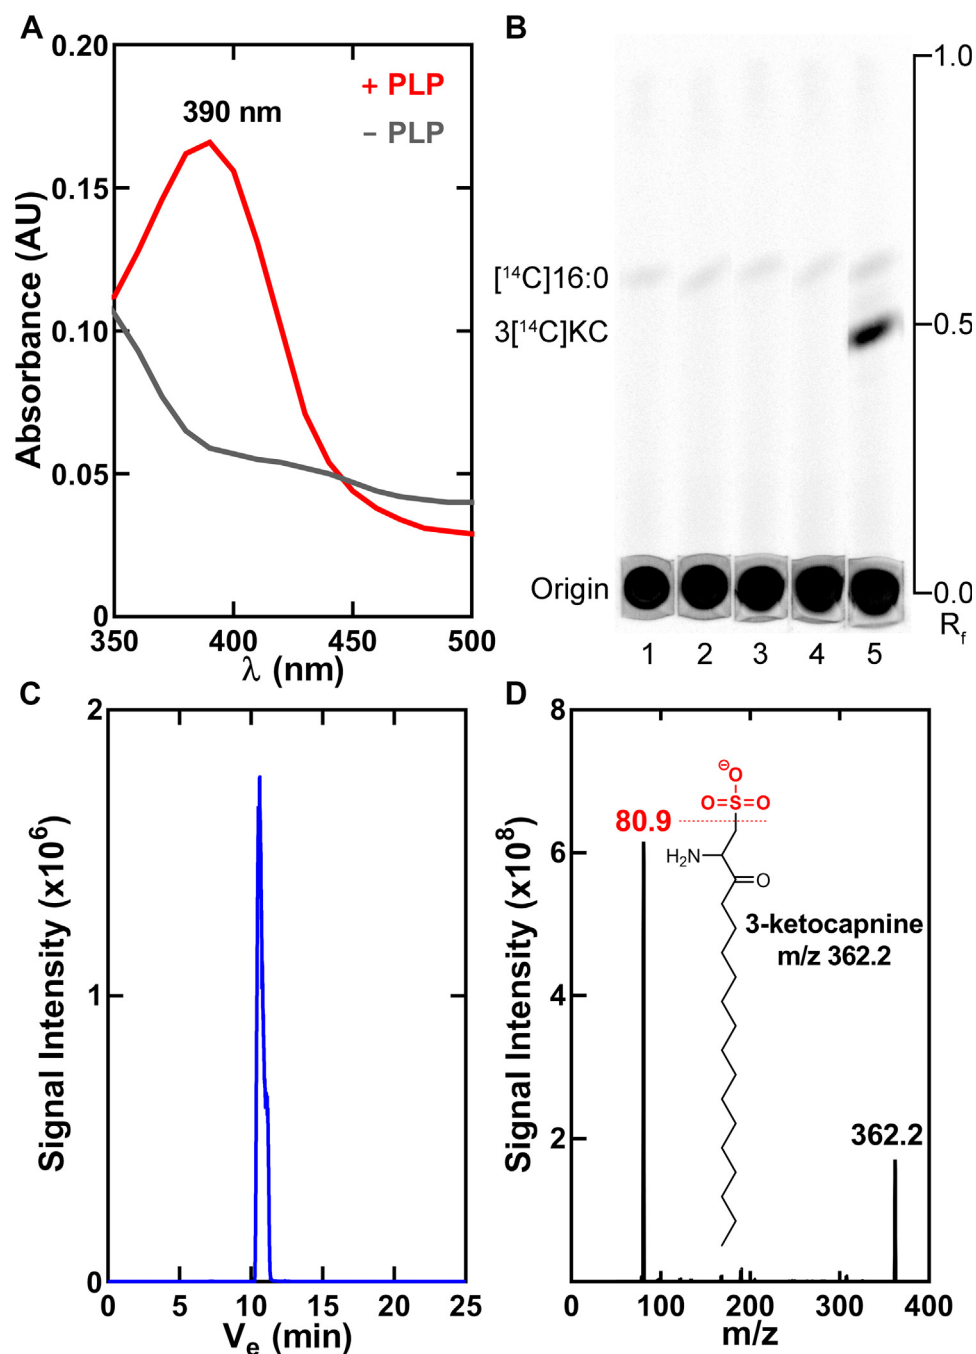 A
0.20
0.15
0.10
0.05
0
350
400
450
500
Absorbance (AU)
λ (nm)
390 nm
+ PLP
− PLP
B
[¹⁴C]16:0
3[¹⁴C]KC
Origin
1 2 3 4 5
1.0
0.5
0.0
R_f
C
2
1
0
0 5 10 15 20 25
Signal Intensity (x10⁶)
Vₑ (min)
D
8
6
4
2
0 100 200 300 400
Signal Intensity (x10⁸)
m/z
80.9
⊖O
O=S=O
H₂N
O
3-ketocapnine
m/z 362.2
362.2